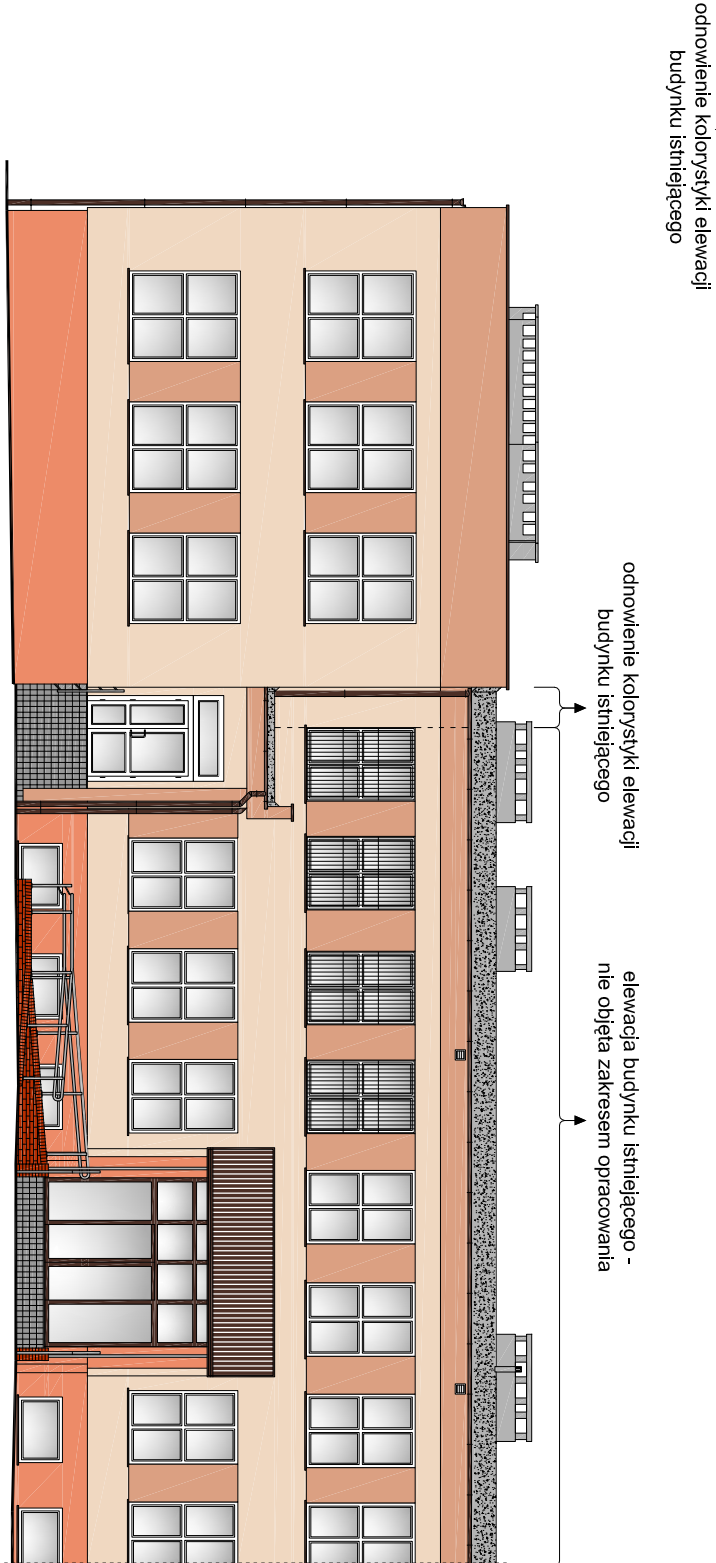 odnowienie kolorystyki elewacji
budynku istniejącego
odnowienie kolorystyki elewacji
budynku istniejącego
elewacja budynku istniejącego -
nie objęta zakresem opracowania